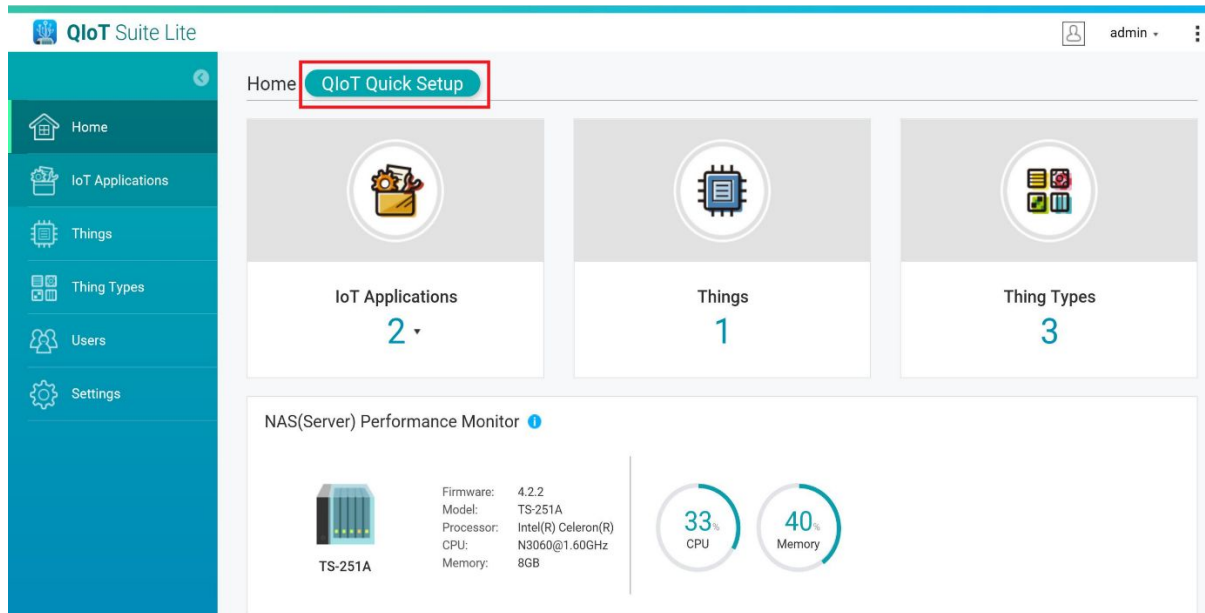 QIoT Suite Lite
admin
Home QIoT Quick Setup
Home
IoT Applications
Things
Thing Types
Users
Settings
IoT Applications
2
Things
1
Thing Types
3
NAS(Server) Performance Monitor
TS-251A
Firmware: 4.2.2
Model: TS-251A
Processor: Intel(R) Celeron(R)
CPU: N3060@1.60GHz
Memory: 8GB
33%
CPU
40%
Memory